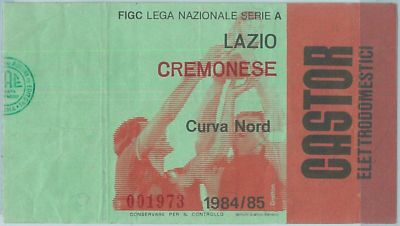 FIGC LEGA NAZIONALE SERIE A
LAZIO
CREMONESE
Curva Nord
001973
1984/85
CONSERVARE PER IL CONTROLLO
CASTOR
ELETTRODOMESTICI